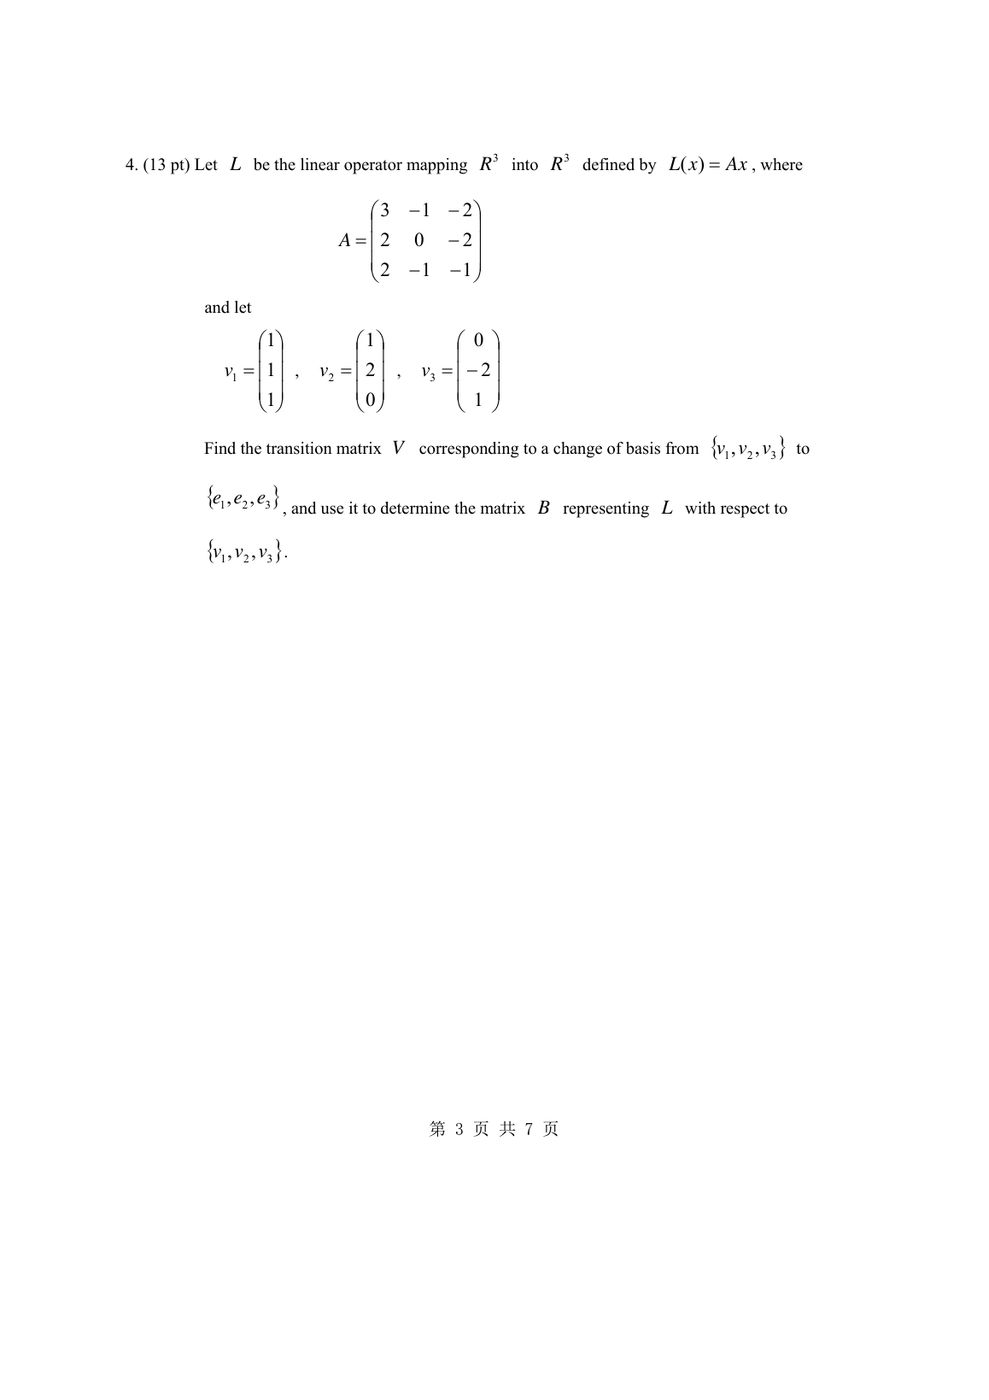 4. (13 pt) Let L be the linear operator mapping R³ into R³ defined by L(x) = Ax , where
A = ( 3 −1 −2
2 0 −2
2 −1 −1 )
and let
v₁ = ( 1 1 1 ) , v₂ = ( 1 2 0 ) , v₃ = ( 0 −2 1 )
Find the transition matrix V corresponding to a change of basis from {v₁, v₂, v₃} to
{e₁, e₂, e₃} , and use it to determine the matrix B representing L with respect to
{v₁, v₂, v₃}.
第 3 页 共 7 页